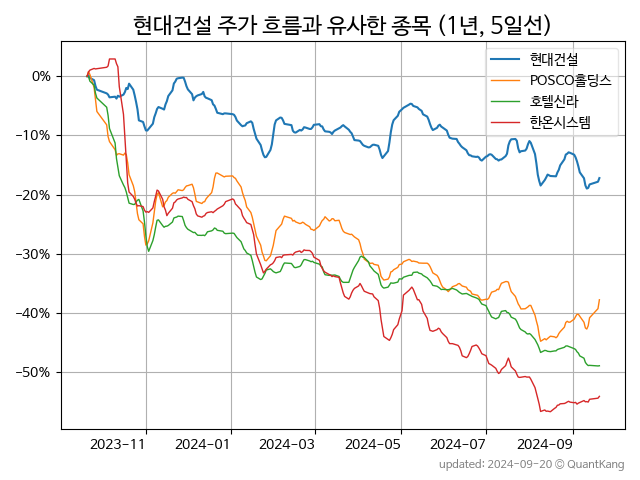 현대건설 주가 흐름과 유사한 종목 (1년, 5일선)
현대건설
POSCO홀딩스
호텔신라
한온시스템
0%
−10%
−20%
−30%
−40%
−50%
2023−11
2024−01
2024−03
2024−05
2024−07
2024−09
updated: 2024-09-20 © QuantKang